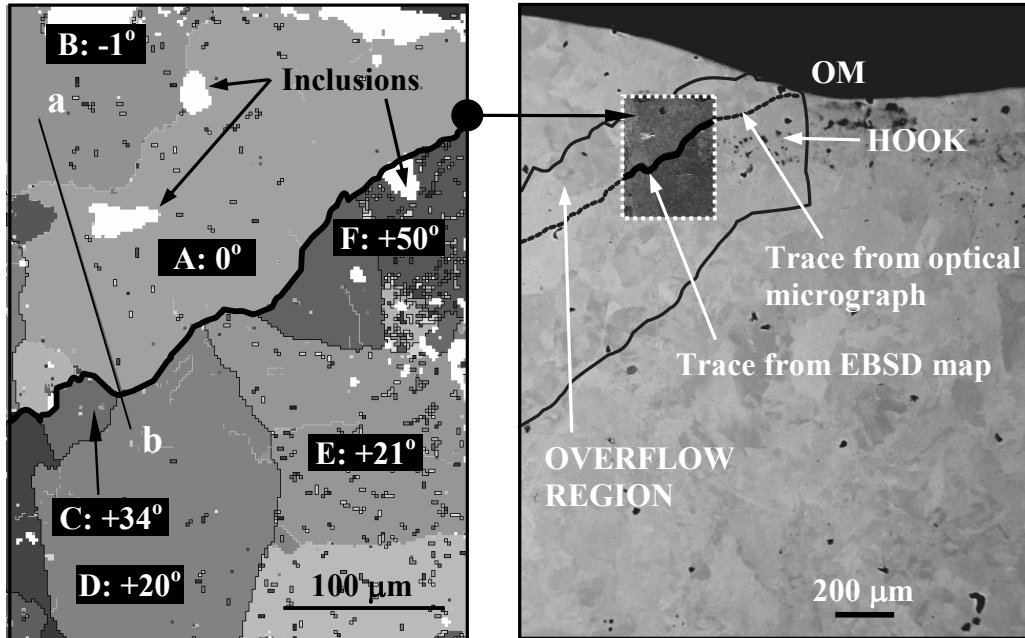 B: -1°
a
Inclusions
A: 0°
F: +50°
b
E: +21°
C: +34°
D: +20°
100 μm
OM
HOOK
Trace from optical
micrograph
Trace from EBSD map
OVERFLOW
REGION
200 μm